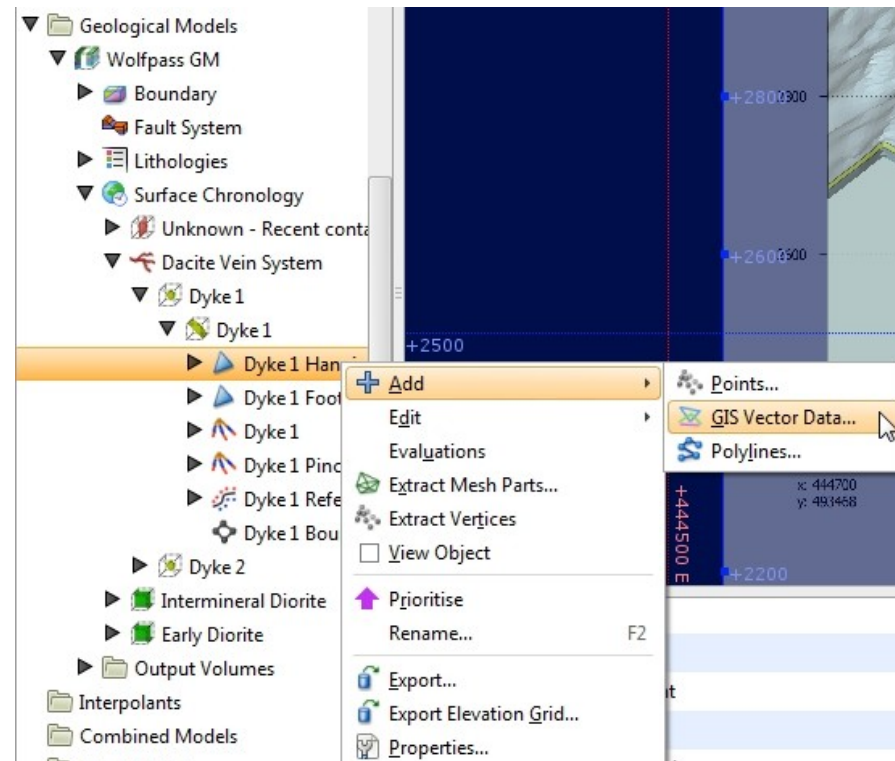 Geological Models
Wolfpass GM
Boundary
Fault System
Lithologies
Surface Chronology
Unknown - Recent conta
Dacite Vein System
Dyke 1
Dyke 1
Dyke 1 Han
Dyke 1 Foot
Dyke 1
Dyke 1 Pinc
Dyke 1 Refe
Dyke 1 Bou
Dyke 2
Intermineral Diorite
Early Diorite
Output Volumes
Interpolants
Combined Models
Add
Edit
Evaluations
Extract Mesh Parts...
Extract Vertices
View Object
Prioritise
Rename... F2
Export...
Export Elevation Grid...
Properties...
Points...
GIS Vector Data...
Polylines...
+2800
+2600
+2500
x: 444700
y: 493468
+444500 E
+2200